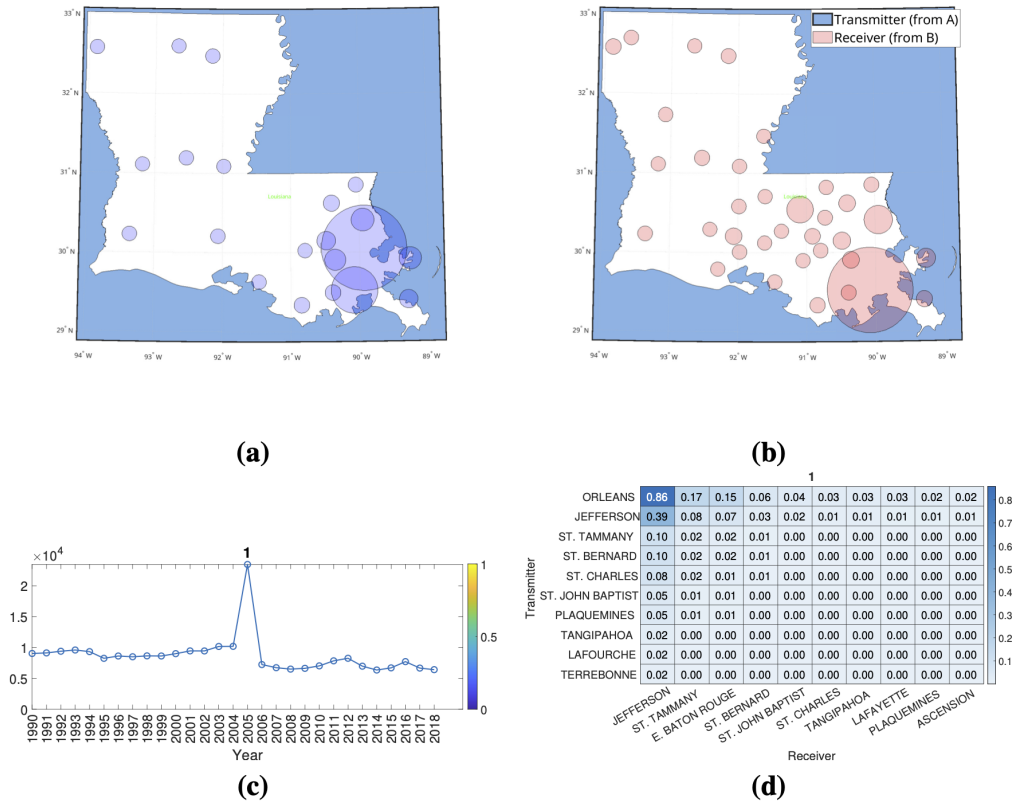 33° N
32° N
31° N
30° N
29° N
94° W
93° W
92° W
91° W
90° W
89° W
Louisiana
(a)
Transmitter (from A)
Receiver (from B)
33° N
32° N
31° N
30° N
29° N
94° W
93° W
92° W
91° W
90° W
89° W
Louisiana
(b)
×10⁴
1
2
1.5
1
0.5
0
1990 1991 1992 1993 1994 1995 1996 1997 1998 1999 2000 2001 2002 2003 2004 2005 2006 2007 2008 2009 2010 2011 2012 2013 2014 2015 2016 2017 2018
Year
1
0.5
0
(c)
1
Transmitter
ORLEANS 0.86 0.17 0.15 0.06 0.04 0.03 0.03 0.03 0.02 0.02
JEFFERSON 0.39 0.08 0.07 0.03 0.02 0.01 0.01 0.01 0.01 0.01
ST. TAMMANY 0.10 0.02 0.02 0.01 0.00 0.00 0.00 0.00 0.00 0.00
ST. BERNARD 0.10 0.02 0.02 0.01 0.00 0.00 0.00 0.00 0.00 0.00
ST. CHARLES 0.08 0.02 0.01 0.01 0.00 0.00 0.00 0.00 0.00 0.00
ST. JOHN BAPTIST 0.05 0.01 0.01 0.00 0.00 0.00 0.00 0.00 0.00 0.00
PLAQUEMINES 0.05 0.01 0.01 0.00 0.00 0.00 0.00 0.00 0.00 0.00
TANGIPAHOA 0.02 0.00 0.00 0.00 0.00 0.00 0.00 0.00 0.00 0.00
LAFOURCHE 0.02 0.00 0.00 0.00 0.00 0.00 0.00 0.00 0.00 0.00
TERREBONNE 0.02 0.00 0.00 0.00 0.00 0.00 0.00 0.00 0.00 0.00
JEFFERSON ST. TAMMANY E. BATON ROUGE ST. BERNARD ST. JOHN BAPTIST ST. CHARLES TANGIPAHOA LAFAYETTE PLAQUEMINES ASCENSION
Receiver
0.8
0.7
0.6
0.5
0.4
0.3
0.2
0.1
(d)